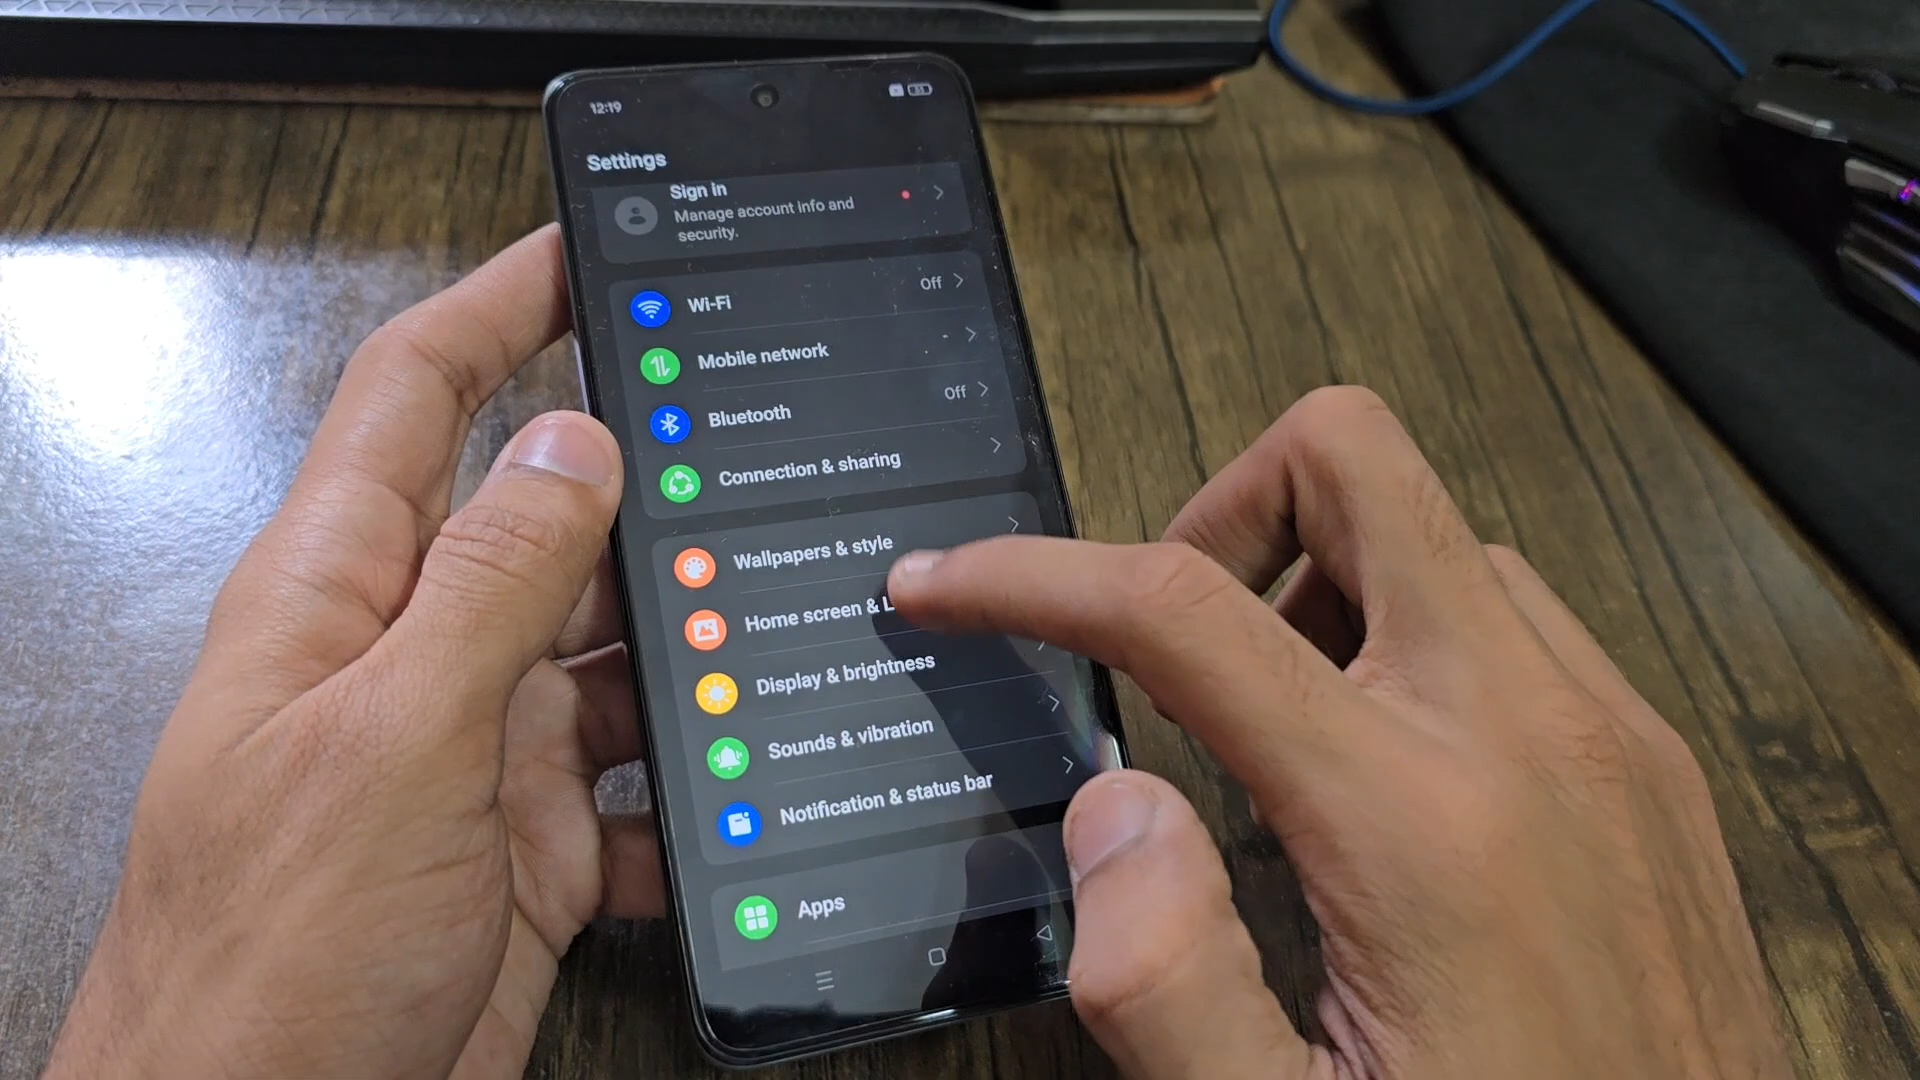 12:19
Settings
Sign in
Manage account info and
security.
Wi-Fi Off
Mobile network
Bluetooth Off
Connection & sharing
Wallpapers & style
Home screen & L
Display & brightness
Sounds & vibration
Notification & status bar
Apps